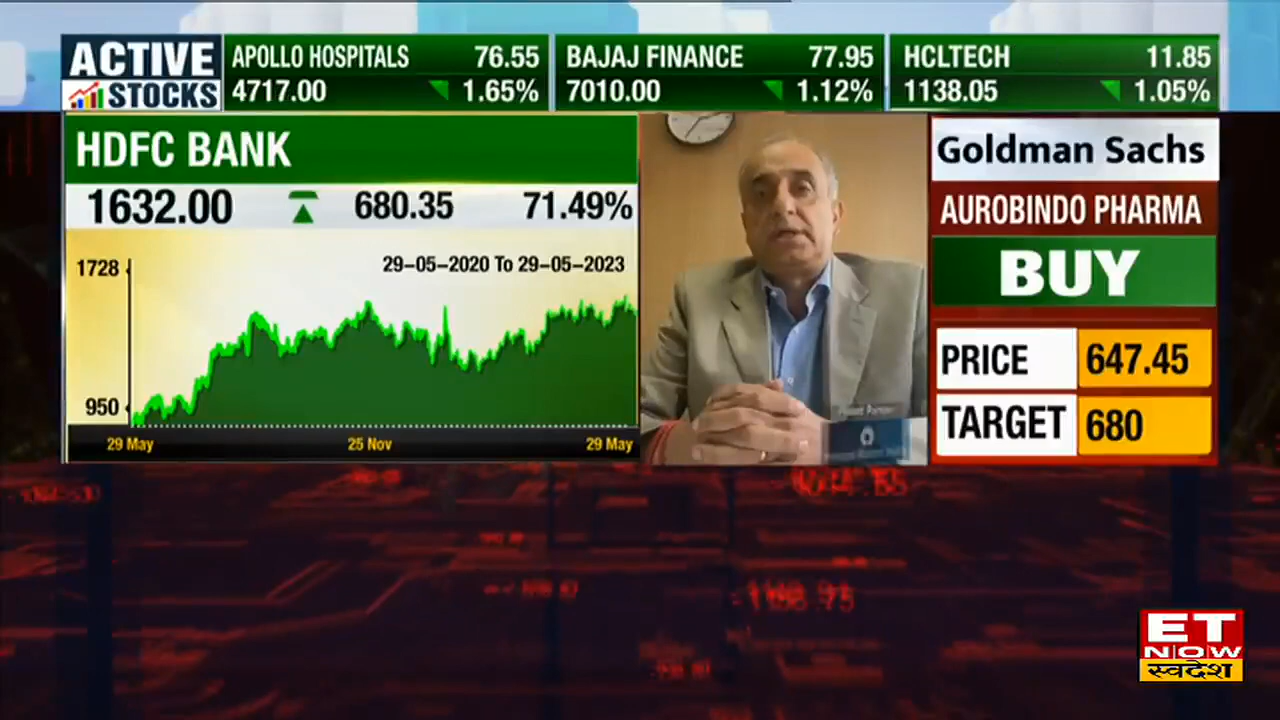 ACTIVE
STOCKS
APOLLO HOSPITALS 76.55
4717.00 1.65%
BAJAJ FINANCE 77.95
7010.00 1.12%
HCLTECH 11.85
1138.05 1.05%
HDFC BANK
1632.00 680.35 71.49%
1728
29-05-2020 To 29-05-2023
950
29 May 25 Nov 29 May
Goldman Sachs
AUROBINDO PHARMA
BUY
PRICE 647.45
TARGET 680
ET
NOW
स्वदेश